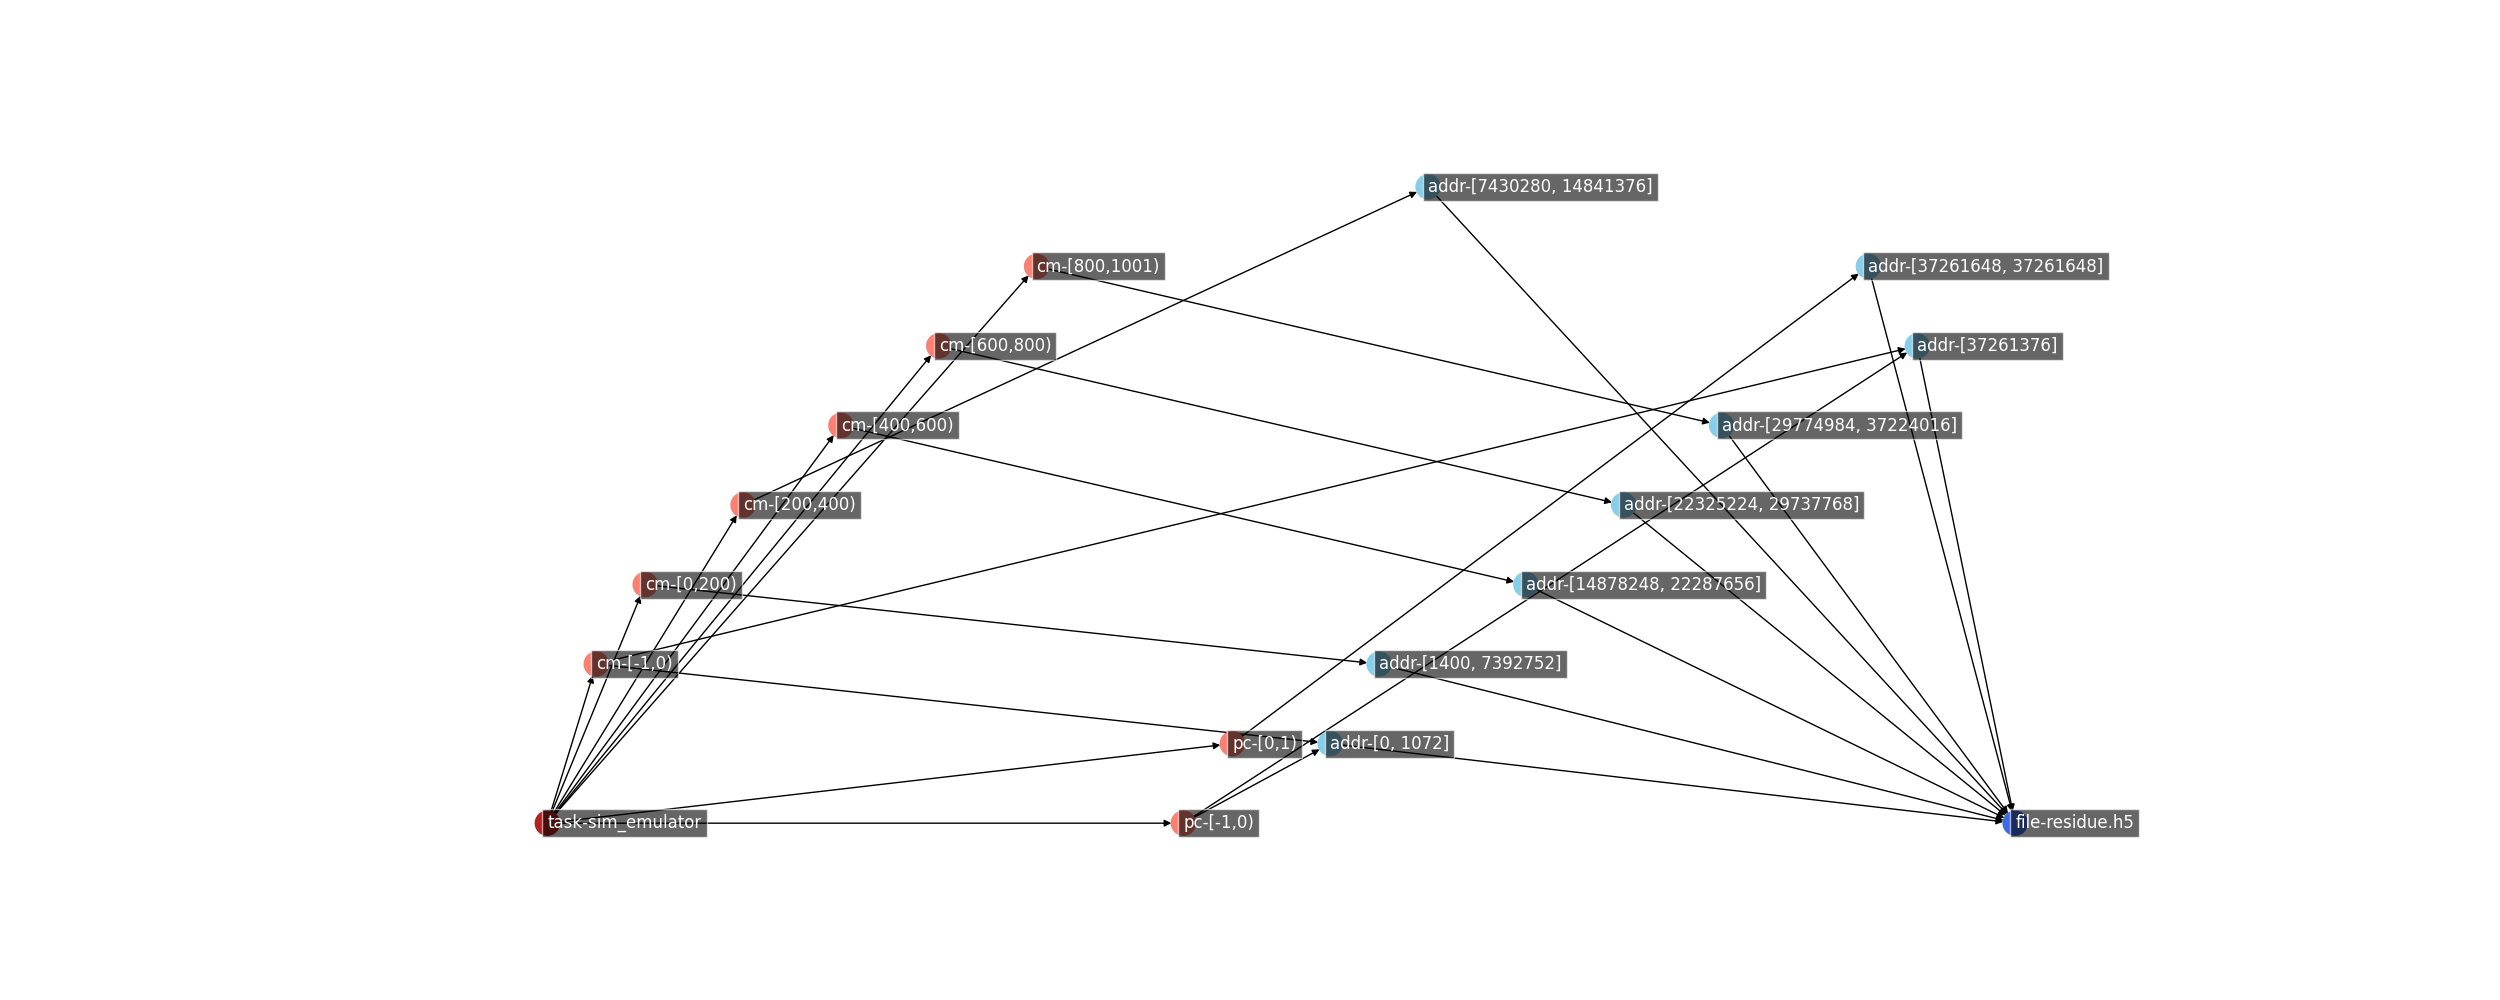 addr-[7430280, 14841376]
cm-[800,1001)
addr-[37261648, 37261648]
cm-[600,800)
addr-[37261376]
cm-[400,600)
addr-[29774984, 37224016]
cm-[200,400)
addr-[22325224, 29737768]
cm-[0,200)
addr-[14878248, 22287656]
cm-[-1,0)
addr-[1400, 7392752]
pc-[0,1)
addr-[0, 1072]
task-sim_emulator
pc-[-1,0)
file-residue.h5